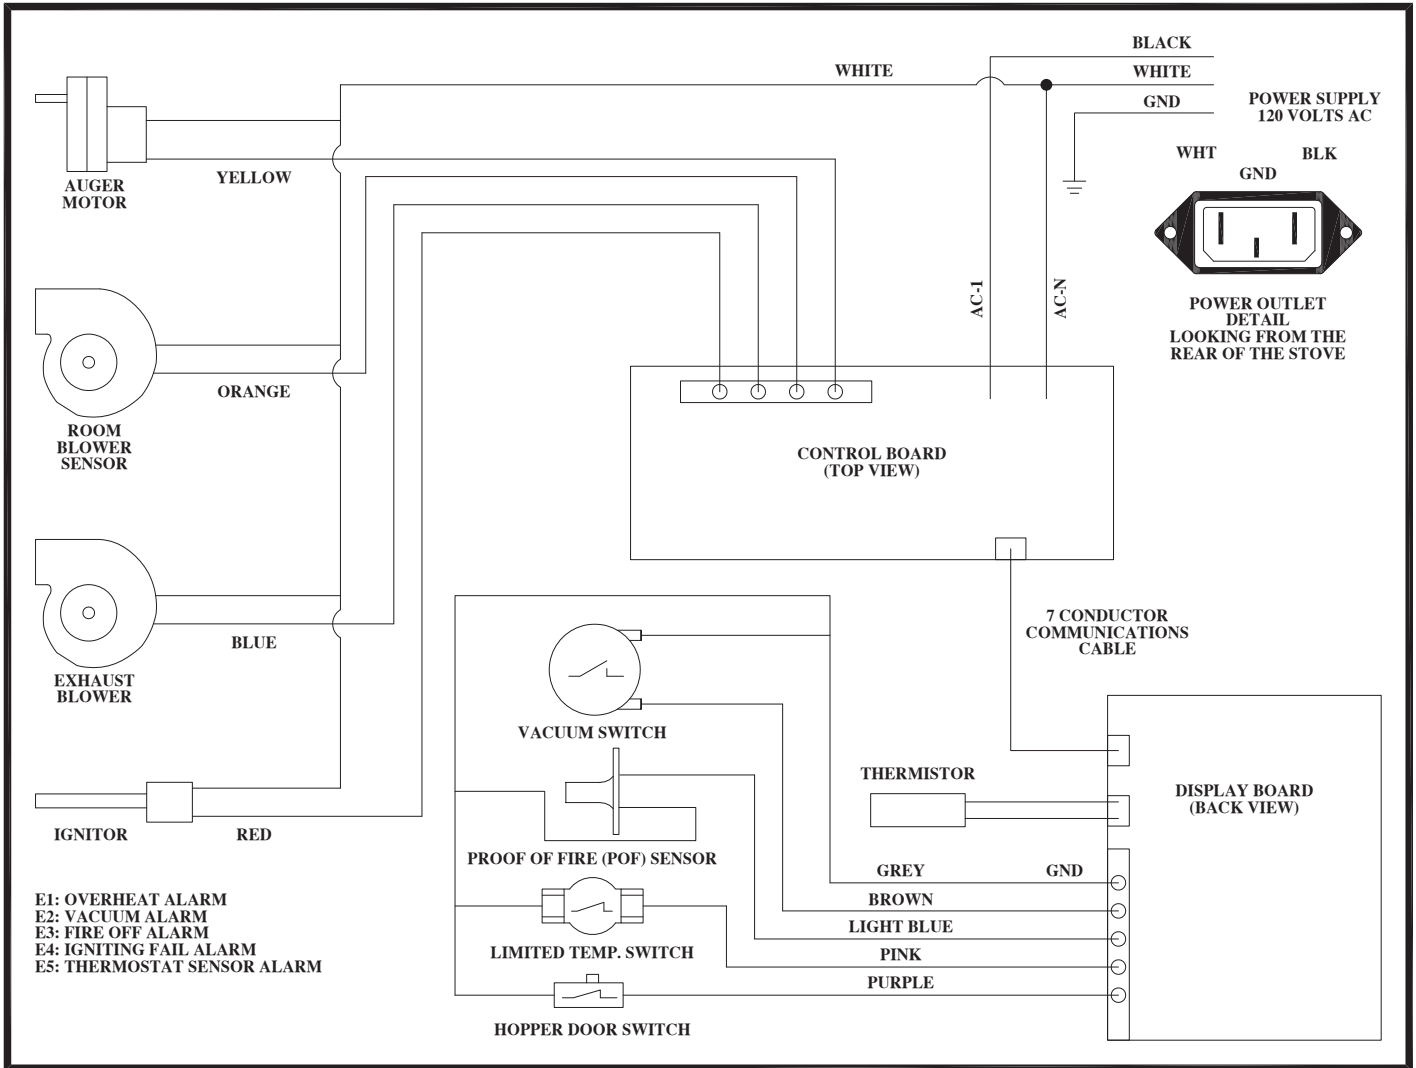 BLACK
WHITE
WHITE
GND
POWER SUPPLY
120 VOLTS AC
WHT
BLK
GND
AUGER
MOTOR
YELLOW
AC-1
AC-N
POWER OUTLET
DETAIL
LOOKING FROM THE
REAR OF THE STOVE
ORANGE
ROOM
BLOWER
SENSOR
CONTROL BOARD
(TOP VIEW)
7 CONDUCTOR
COMMUNICATIONS
CABLE
BLUE
EXHAUST
BLOWER
VACUUM SWITCH
THERMISTOR
DISPLAY BOARD
(BACK VIEW)
IGNITOR
RED
PROOF OF FIRE (POF) SENSOR
GREY
GND
BROWN
LIGHT BLUE
PINK
PURPLE
LIMITED TEMP. SWITCH
HOPPER DOOR SWITCH
E1: OVERHEAT ALARM
E2: VACUUM ALARM
E3: FIRE OFF ALARM
E4: IGNITING FAIL ALARM
E5: THERMOSTAT SENSOR ALARM